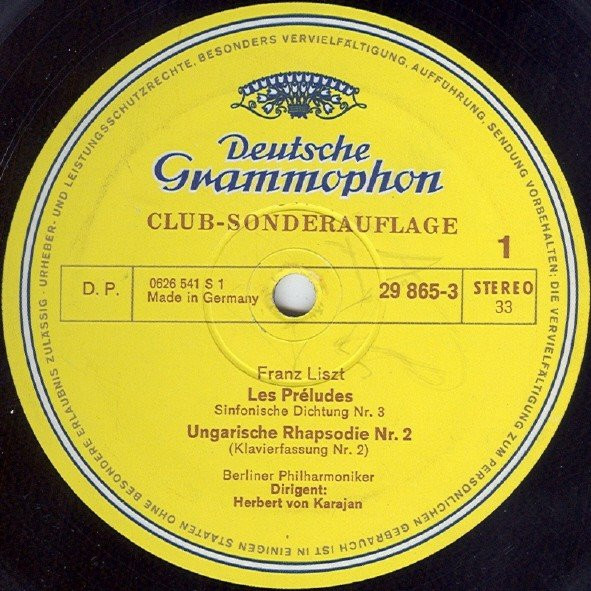 Deutsche
Grammophon
CLUB-SONDERAUFLAGE
1
D. P.
0626 541 S 1
Made in Germany
29 865-3
STEREO
33
Franz Liszt
Les Préludes
Sinfonische Dichtung Nr. 3
Ungarische Rhapsodie Nr. 2
(Klavierfassung Nr. 2)
Berliner Philharmoniker
Dirigent:
Herbert von Karajan
URHEBER- UND LEISTUNGSSCHUTZRECHTE, BESONDERS VERVIELFÄLTIGUNG, AUFFÜHRUNG, SENDUNG VORBEHALTEN; DIE VERVIELFÄLTIGUNG ZUM PERSÖNLICHEN GEBRAUCH IST IN EINIGEN STAATEN OHNE BESONDERE ERLAUBNIS ZULÄSSIG ·